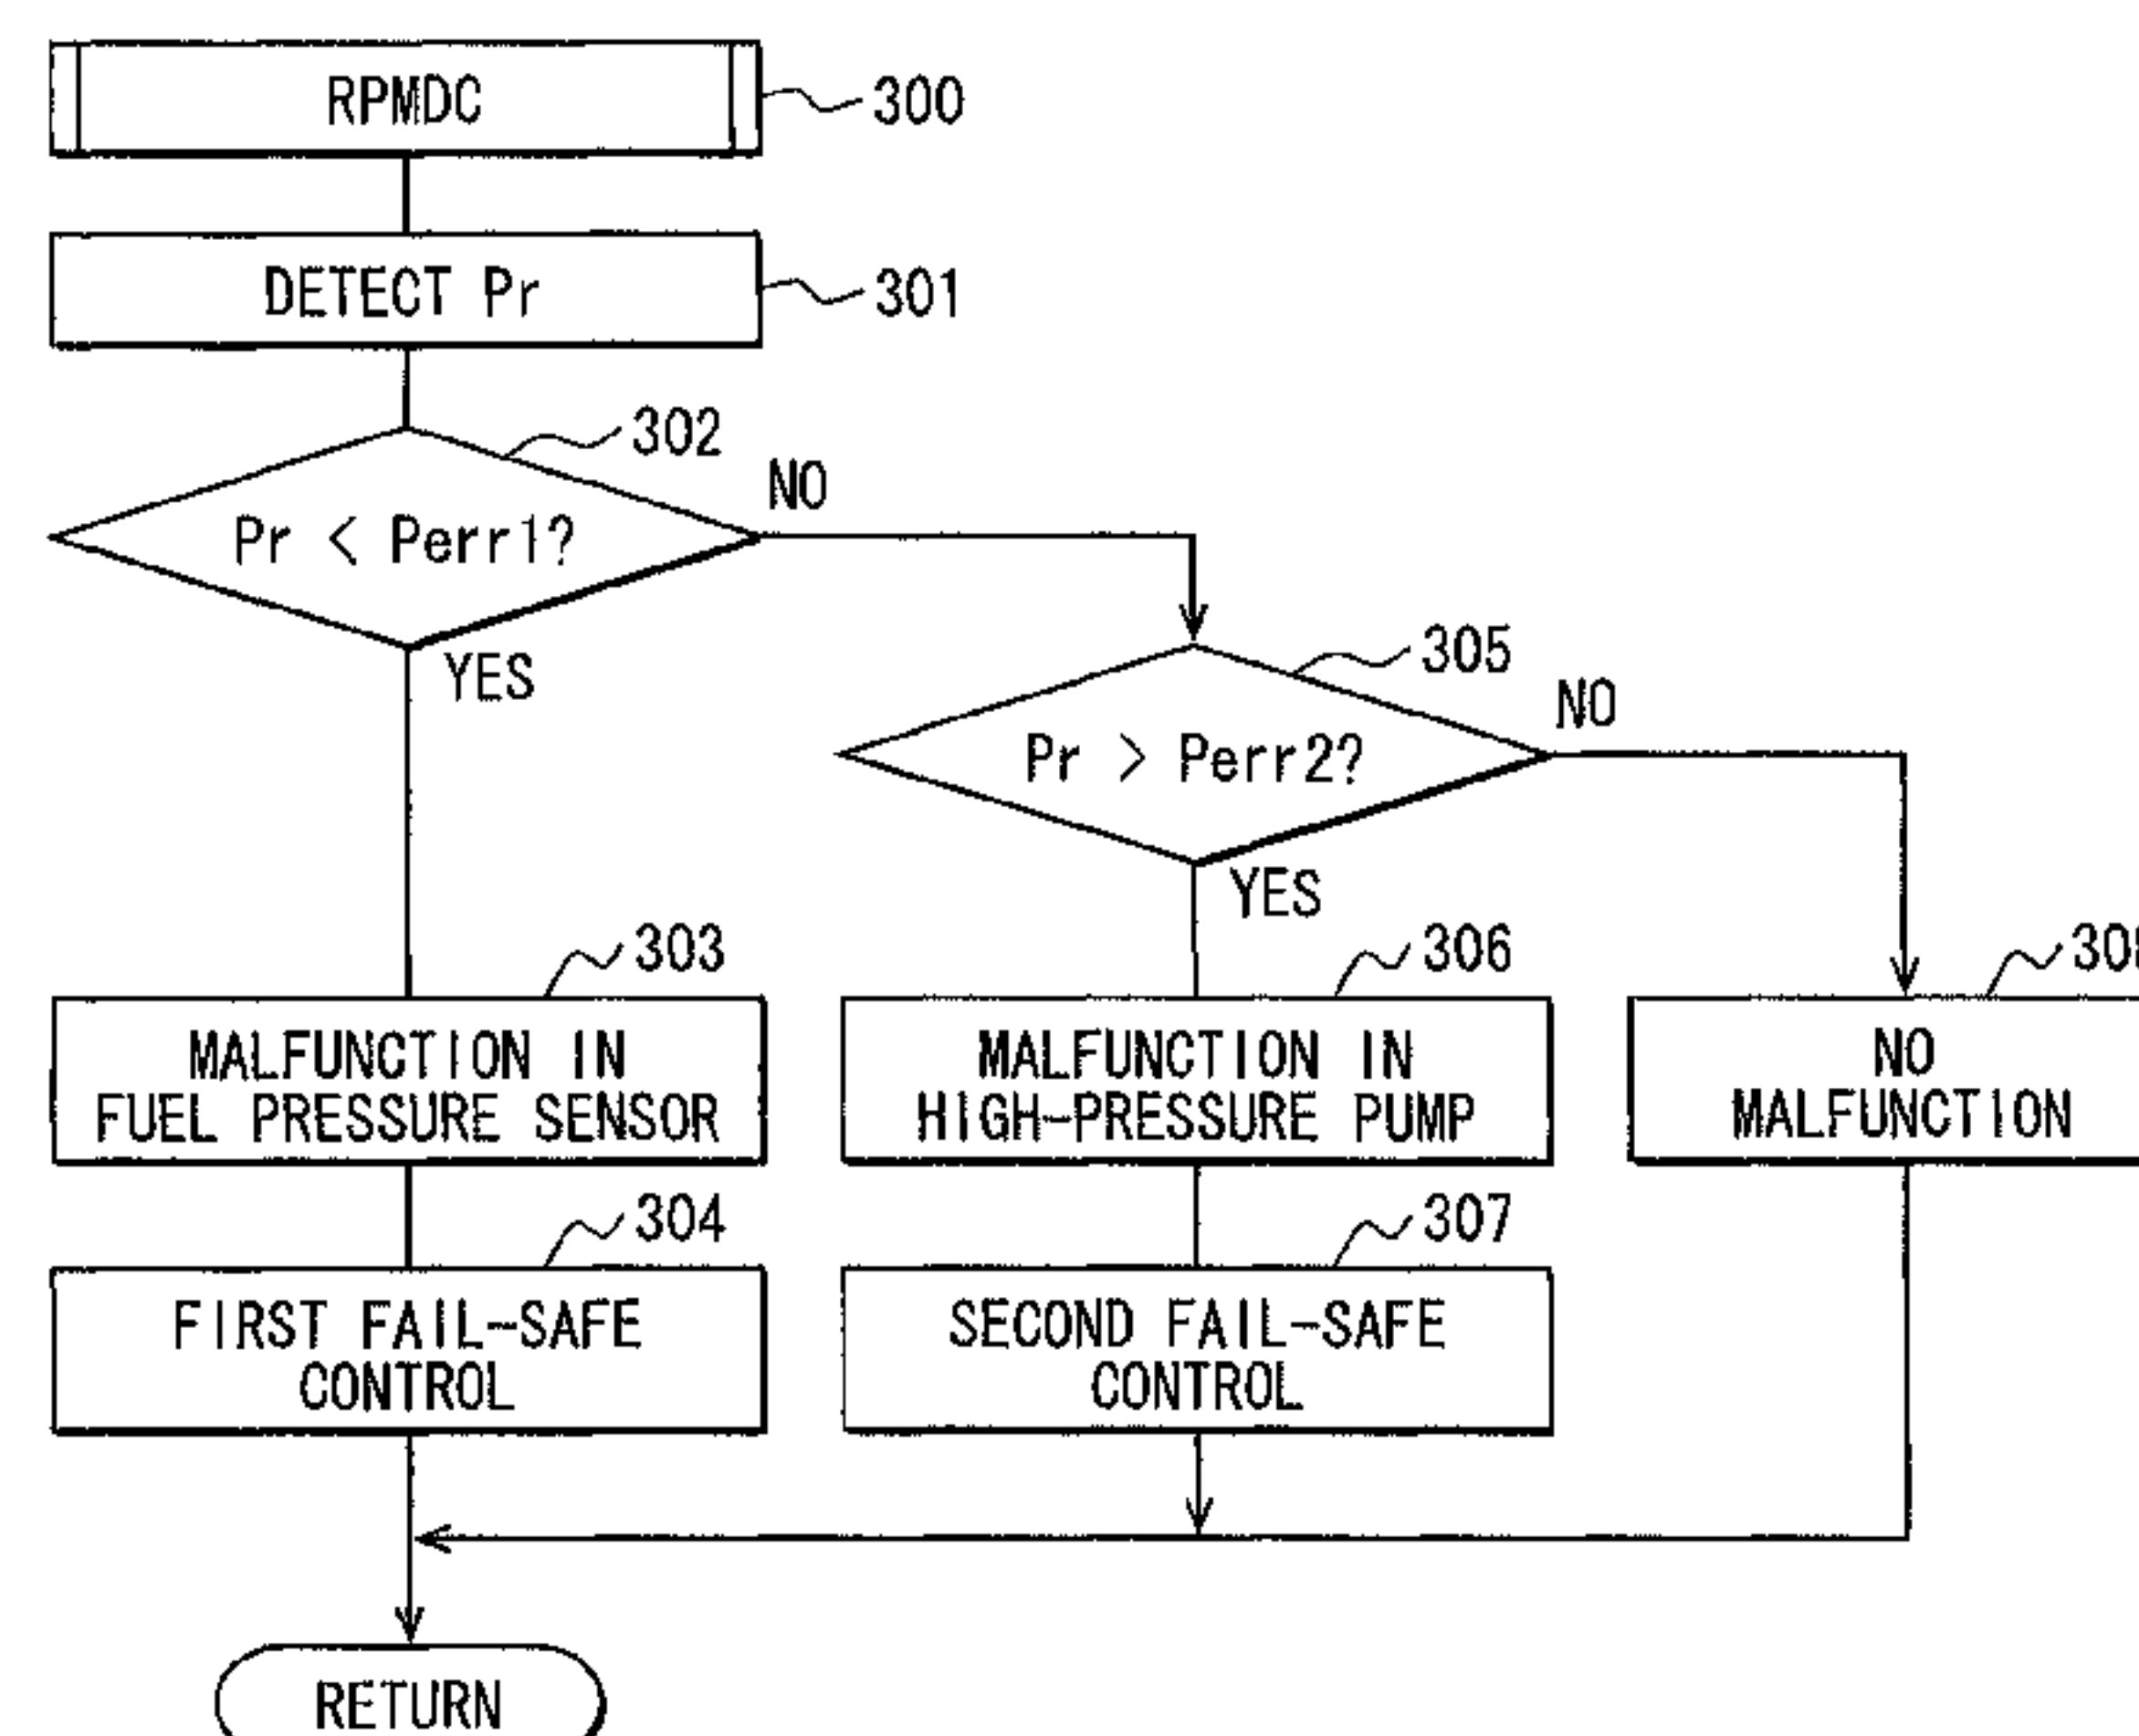 RPMDC
300
DETECT Pr
301
302
Pr < Perr1?
NO
YES
305
Pr > Perr2?
NO
YES
303
MALFUNCTION IN
FUEL PRESSURE SENSOR
306
MALFUNCTION IN
HIGH-PRESSURE PUMP
NO
MALFUNCTION
304
FIRST FAIL-SAFE
CONTROL
307
SECOND FAIL-SAFE
CONTROL
RETURN